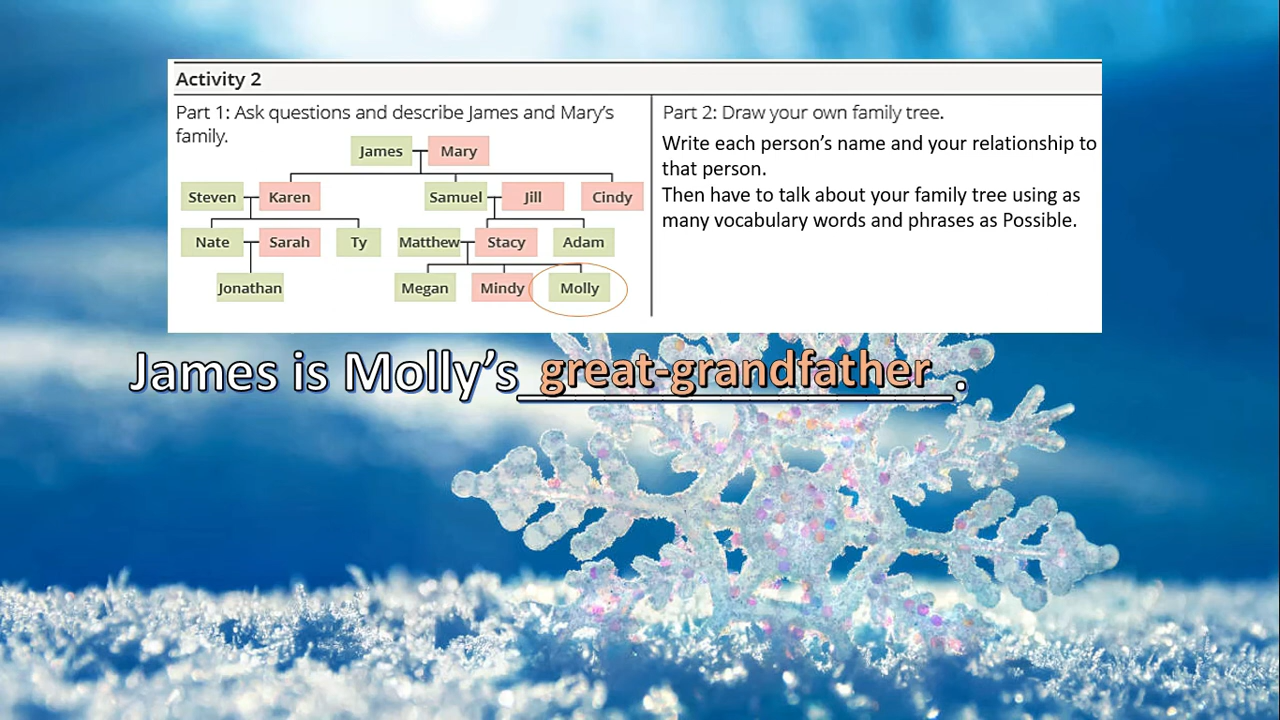 Activity 2
Part 1: Ask questions and describe James and Mary's
family.
James Mary
Steven Karen Samuel Jill Cindy
Nate Sarah Ty Matthew Stacy Adam
Jonathan Megan Mindy Molly
Part 2: Draw your own family tree.
Write each person's name and your relationship to
that person.
Then have to talk about your family tree using as
many vocabulary words and phrases as Possible.
James is Molly's great-grandfather .